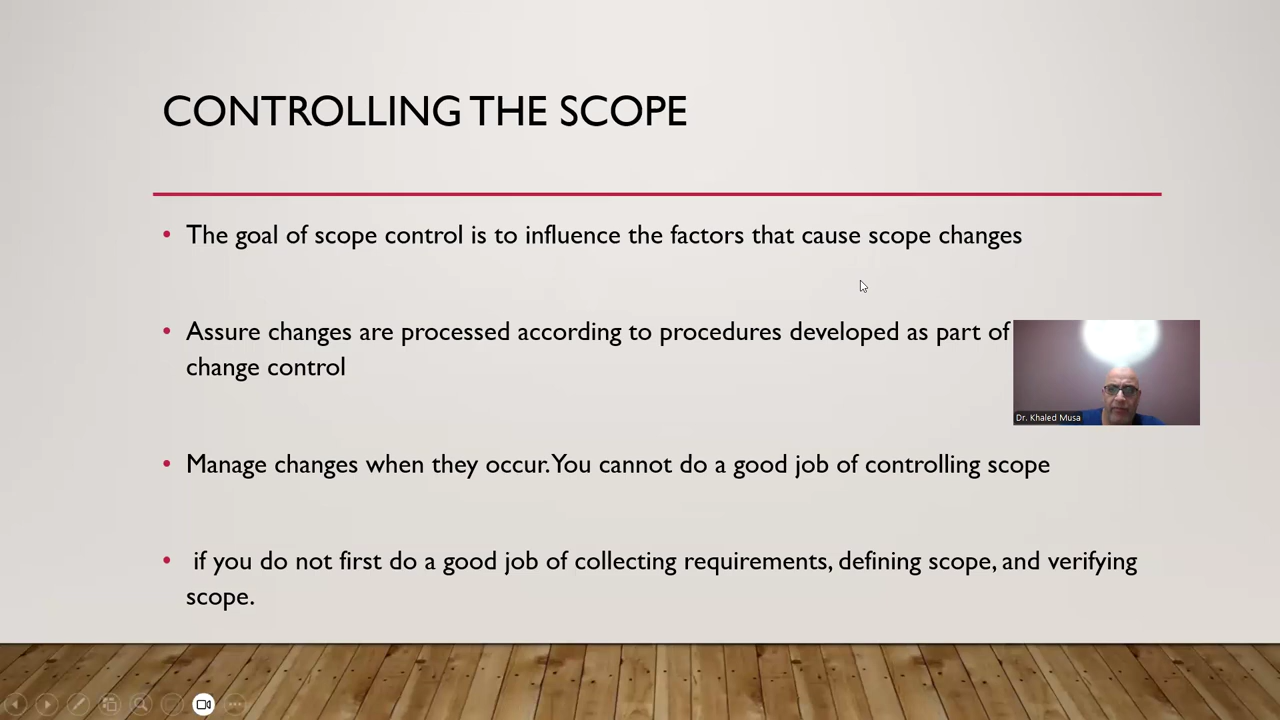 CONTROLLING THE SCOPE
• The goal of scope control is to influence the factors that cause scope changes
• Assure changes are processed according to procedures developed as part of
change control
Dr. Khaled Musa
• Manage changes when they occur. You cannot do a good job of controlling scope
• if you do not first do a good job of collecting requirements, defining scope, and verifying
scope.